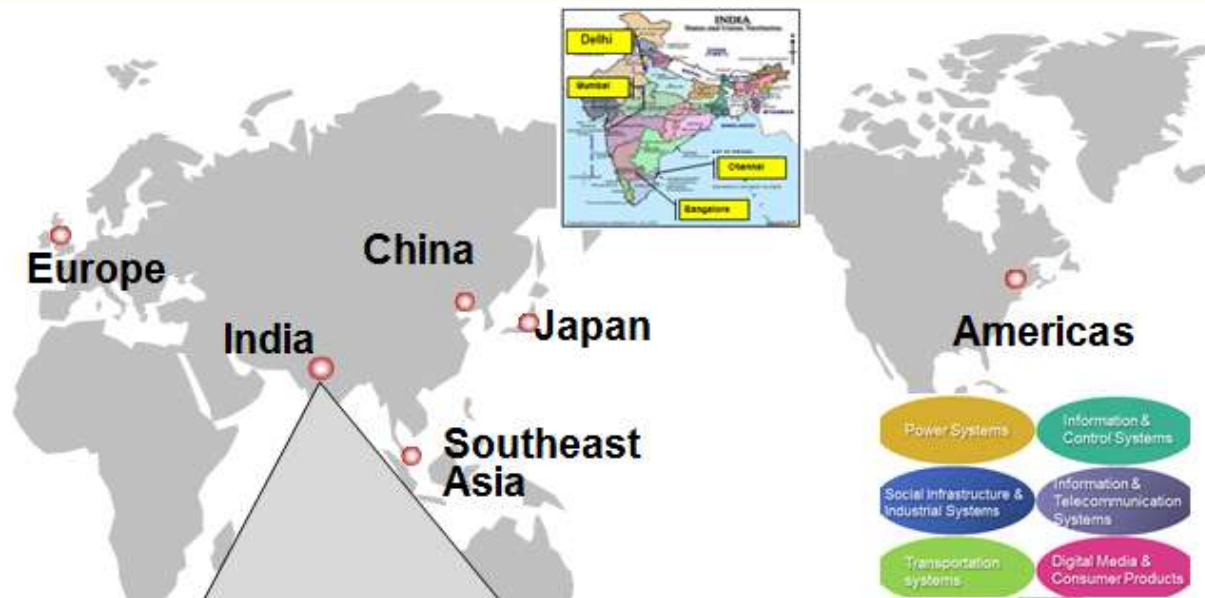 INDIA
Delhi
Mumbai
Chennai
Bangalore
China
Europe
India
Japan
Americas
Southeast
Asia
Power Systems
Information &
Control Systems
Social Infrastructure &
Industrial Systems
Information &
Telecommunication
Systems
Transportation
systems
Digital Media &
Consumer Products